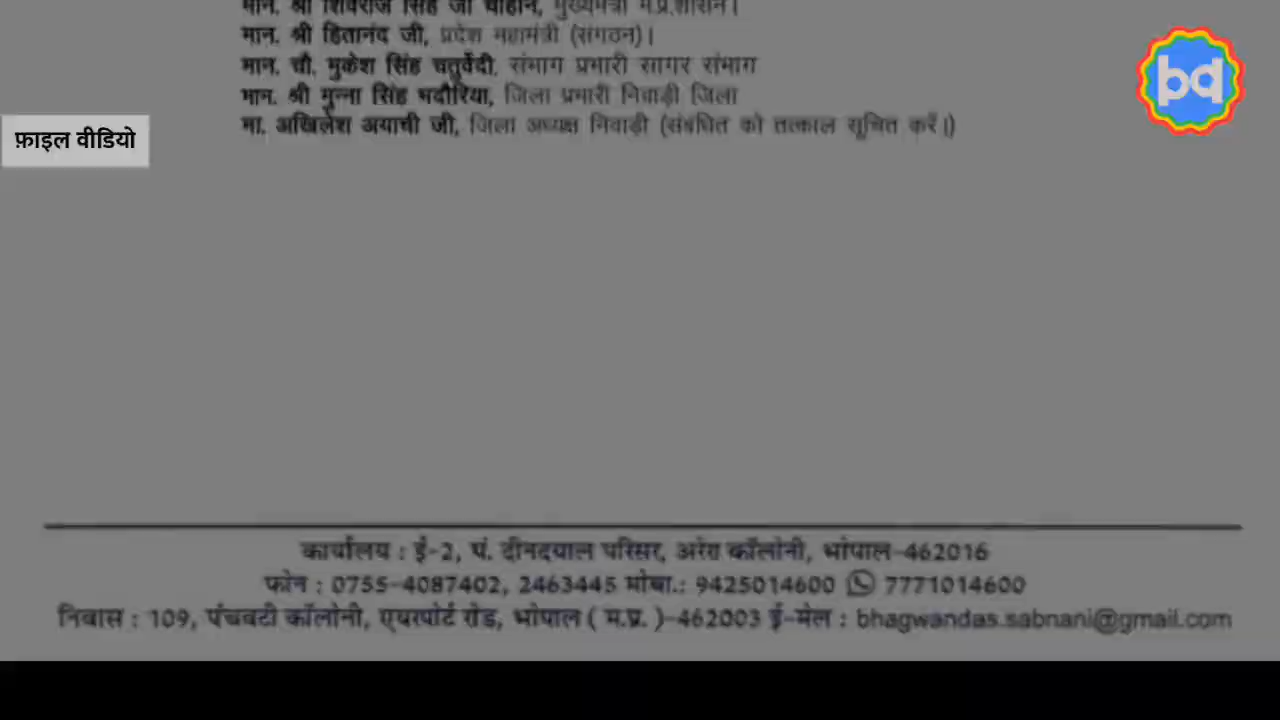 मान. श्री शिवराज सिंह जी चौहान, मुख्यमंत्री म.प्र.शासन।
मान. श्री हितानंद जी, प्रदेश महामंत्री (संगठन)।
मान. चौ. मुकेश सिंह चतुर्वेदी, संभाग प्रभारी सागर संभाग
मान. श्री मुन्ना सिंह भदौरिया, जिला प्रभारी निवाड़ी जिला
मा. अखिलेश अयाची जी, जिला अध्यक्ष निवाड़ी (संबधित को तत्काल सूचित करें।)
bq
फ़ाइल वीडियो
कार्यालय : ई-2, पं. दीनदयाल परिसर, अरेरा कॉलोनी, भोपाल-462016
फोन : 0755-4087402, 2463445 मोबा.: 9425014600 7771014600
निवास : 109, पंचवटी कॉलोनी, एयरपोर्ट रोड, भोपाल ( म.प्र. )-462003 ई-मेल : bhagwandas.sabnani@gmail.com